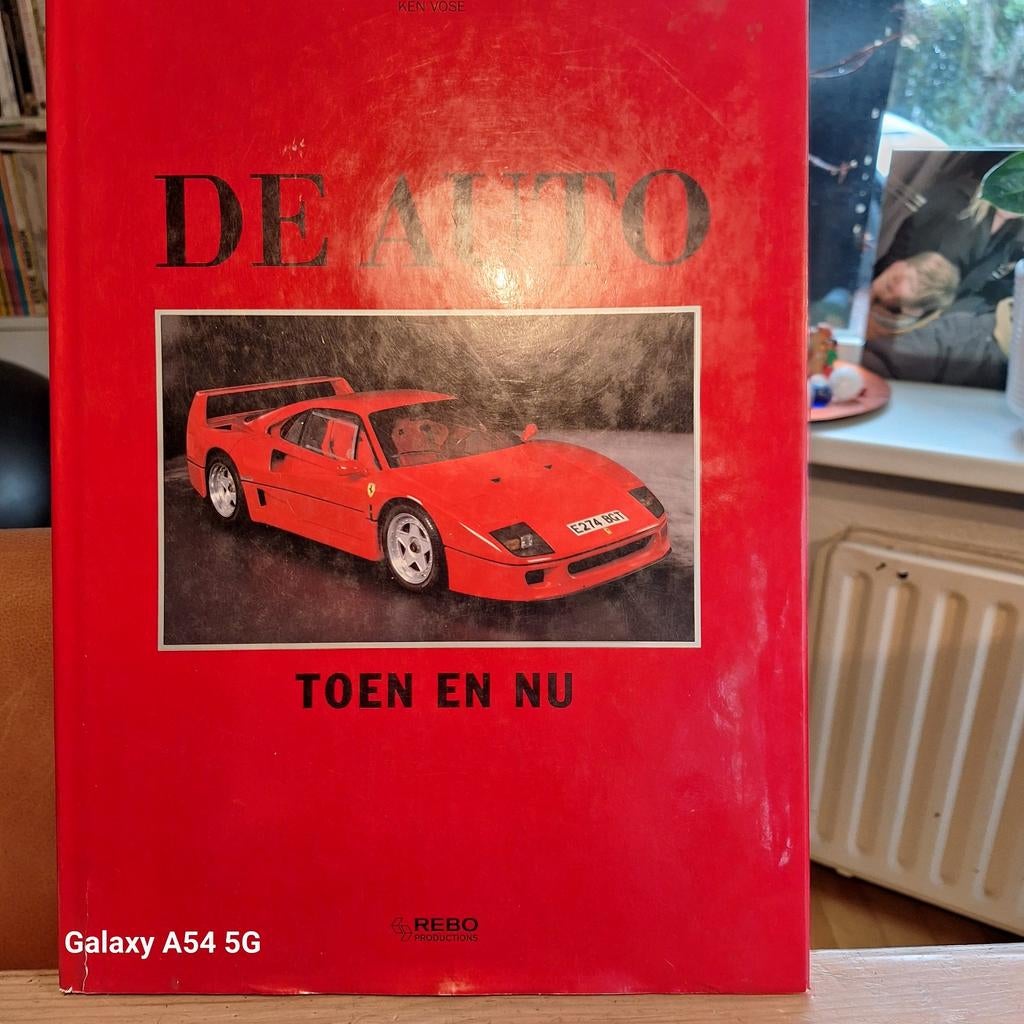 KEN VOSE
DE AUTO
E274 BGT
TOEN EN NU
REBO
PRODUCTIONS
Galaxy A54 5G